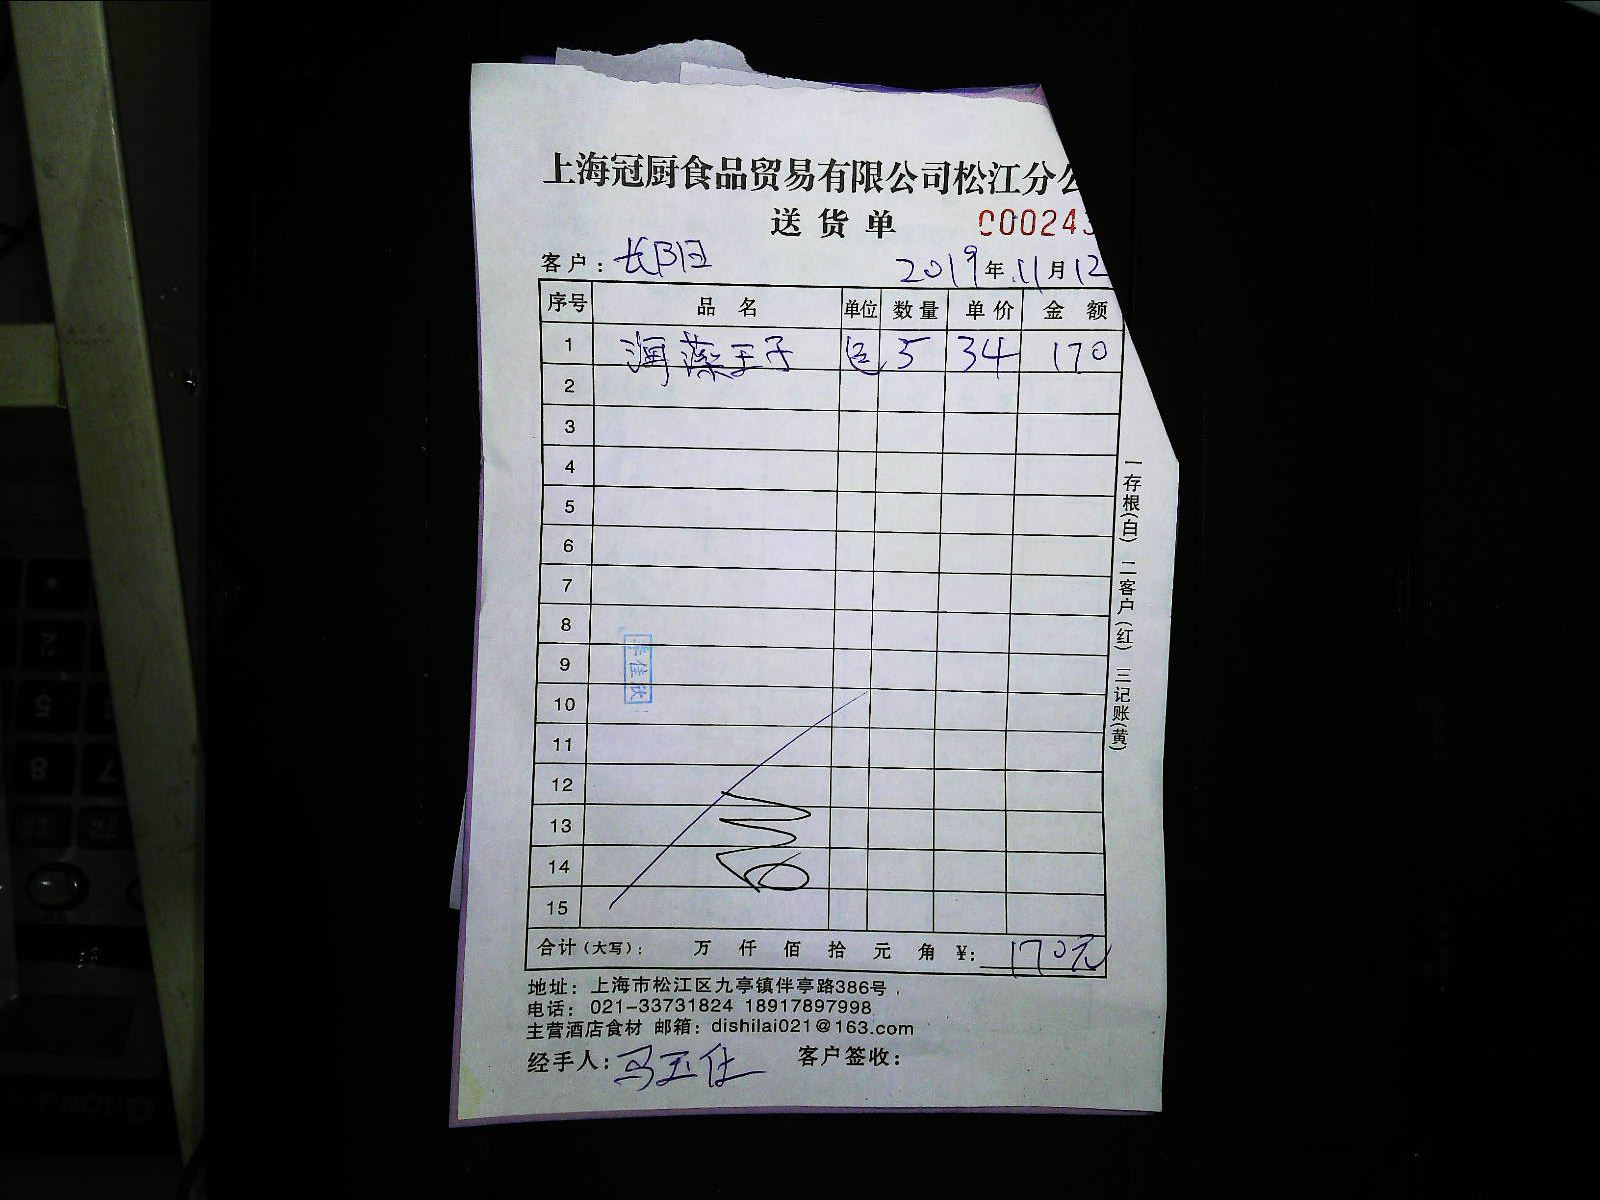 上海冠厨食品贸易有限公司松江分公
送货单 C00243
客户：长阳 2019年11月12
序号 品名 单位 数量 单价 金额
1 海藻王子 包 5 34 170
2
3
4
5
6
7
8
9
10
11
12
13
14
15
合计（大写）： 万 仟 佰 拾 元 角 ¥：170元
地址：上海市松江区九亭镇伴亭路386号
电话：021-33731824 18917897998
主营酒店食材 邮箱：dishilai021@163.com
经手人：马玉仕 客户签收：
一存根（白） 二客户（红） 三记账（黄）